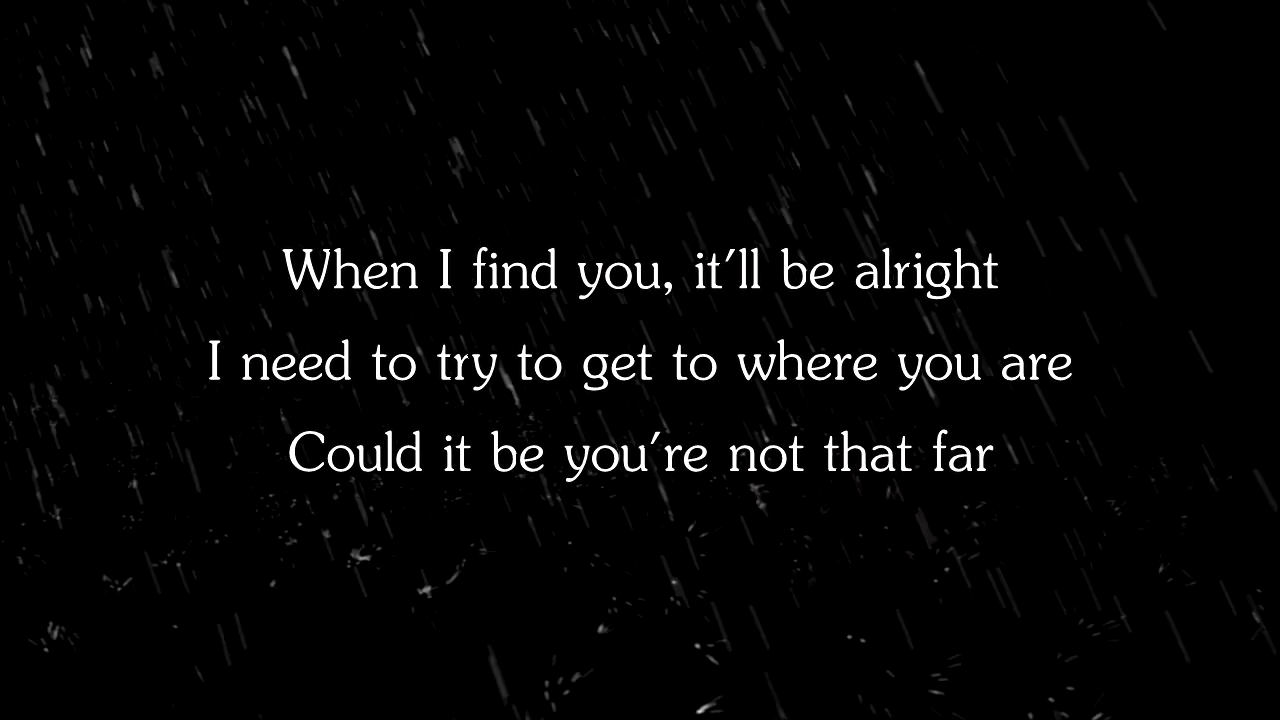 When I find you, it'll be alright
I need to try to get to where you are
Could it be you're not that far